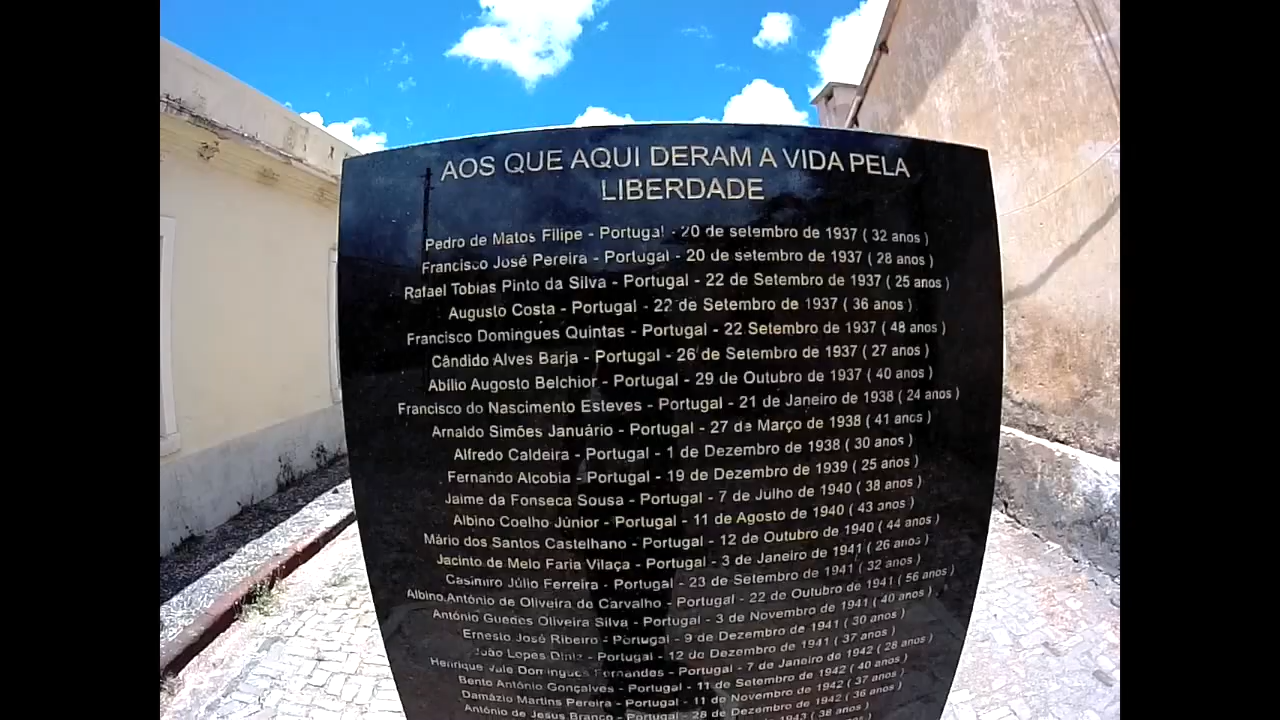 AOS QUE AQUI DERAM A VIDA PELA
LIBERDADE
Pedro de Matos Filipe - Portugal - 20 de setembro de 1937 ( 32 anos )
Francisco José Pereira - Portugal - 20 de setembro de 1937 ( 28 anos )
Rafael Tobias Pinto da Silva - Portugal - 22 de Setembro de 1937 ( 25 anos )
Augusto Costa - Portugal - 22 de Setembro de 1937 ( 36 anos )
Francisco Domingues Quintas - Portugal - 22 Setembro de 1937 ( 48 anos )
Cândido Alves Barja - Portugal - 26 de Setembro de 1937 ( 27 anos )
Abílio Augosto Belchior - Portugal - 29 de Outubro de 1937 ( 40 anos )
Francisco do Nascimento Esteves - Portugal - 21 de Janeiro de 1938 ( 24 anos )
Arnaldo Simões Januário - Portugal - 27 de Março de 1938 ( 41 anos )
Alfredo Caldeira - Portugal - 1 de Dezembro de 1938 ( 30 anos )
Fernando Alcobia - Portugal - 19 de Dezembro de 1939 ( 25 anos )
Jaime da Fonseca Sousa - Portugal - 7 de Julho de 1940 ( 38 anos )
Albino Coelho Júnior - Portugal - 11 de Agosto de 1940 ( 43 anos )
Mário dos Santos Castelhano - Portugal - 12 de Outubro de 1940 ( 44 anos )
Jacinto de Melo Faria Vilaça - Portugal - 3 de Janeiro de 1941 ( 26 anos )
Casimiro Júlio Ferreira - Portugal - 23 de Setembro de 1941 ( 32 anos )
Albino António de Oliveira de Carvalho - Portugal - 22 de Outubro de 1941 ( 56 anos )
António Guedes Oliveira Silva - Portugal - 3 de Novembro de 1941 ( 40 anos )
Ernesto José Ribeiro - Portugal - 9 de Dezembro de 1941 ( 30 anos )
João Lopes Diniz - Portugal - 12 de Dezembro de 1941 ( 37 anos )
Henrique Vale Domingues Fernandes - Portugal - 7 de Janeiro de 1942 ( 28 anos )
Bento António Gonçalves - Portugal - 11 de Setembro de 1942 ( 40 anos )
Damázio Martins Pereira - Portugal - 11 de Novembro de 1942 ( 37 anos )
António de Jesus Branco - Portugal - 28 de Dezembro de 1942 ( 36 anos )
1943 ( 38 anos )